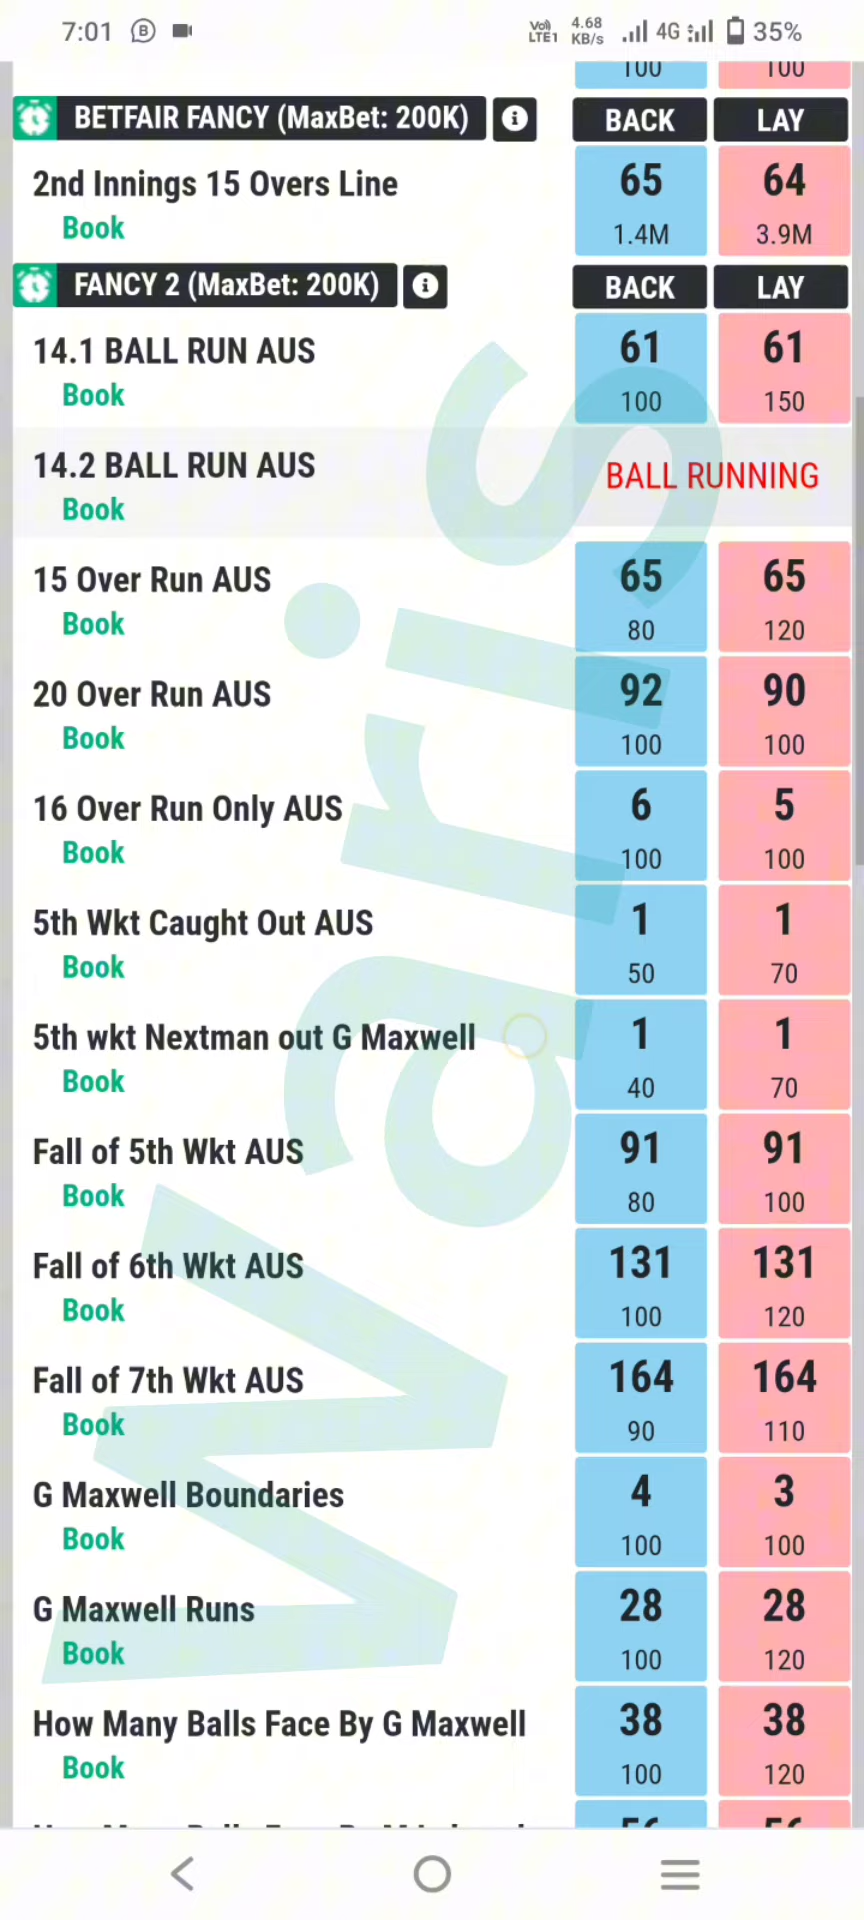 7:01 B VoI) LTE1 4.68 KB/s 4G 35%
100 100
BETFAIR FANCY (MaxBet: 200K) i BACK LAY
2nd Innings 15 Overs Line 65 64
Book 1.4M 3.9M
FANCY 2 (MaxBet: 200K) i BACK LAY
14.1 BALL RUN AUS 61 61
Book 100 150
14.2 BALL RUN AUS BALL RUNNING
Book
15 Over Run AUS 65 65
Book 80 120
20 Over Run AUS 92 90
Book 100 100
16 Over Run Only AUS 6 5
Book 100 100
5th Wkt Caught Out AUS 1 1
Book 50 70
5th wkt Nextman out G Maxwell 1 1
Book 40 70
Fall of 5th Wkt AUS 91 91
Book 80 100
Fall of 6th Wkt AUS 131 131
Book 100 120
Fall of 7th Wkt AUS 164 164
Book 90 110
G Maxwell Boundaries 4 3
Book 100 100
G Maxwell Runs 28 28
Book 100 120
How Many Balls Face By G Maxwell 38 38
Book 100 120
Waris